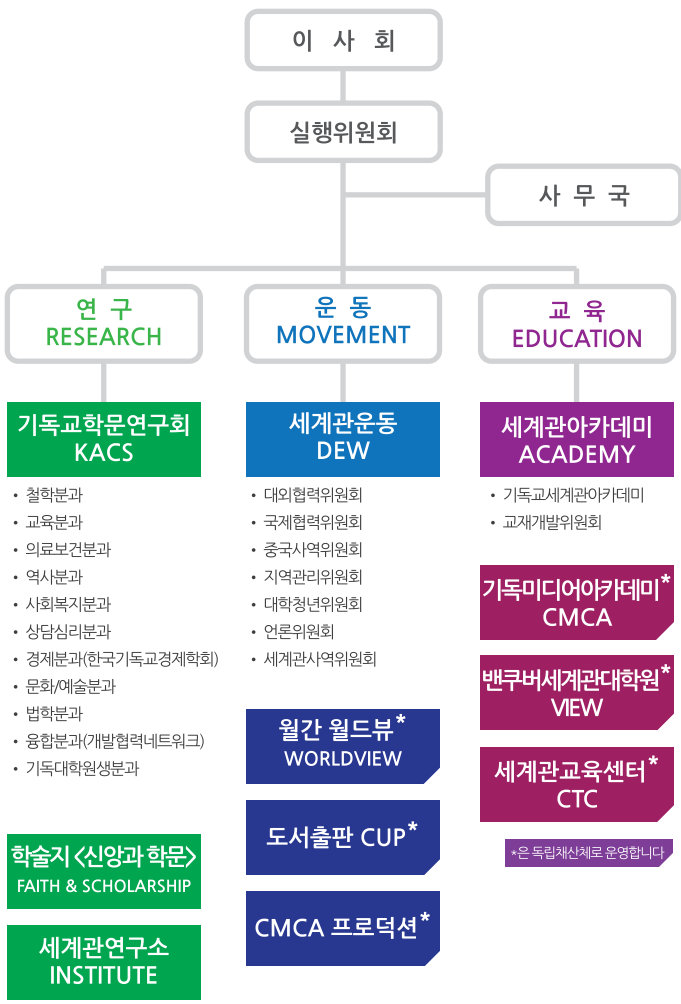 이 사 회
실행위원회
사 무 국
연 구
RESEARCH
기독교학문연구회
KACS
• 철학분과
• 교육분과
• 의료보건분과
• 역사분과
• 사회복지분과
• 상담심리분과
• 경제분과(한국기독교경제학회)
• 문화/예술분과
• 법학분과
• 융합분과(개발협력네트워크)
• 기독대학원생분과
학술지 <신앙과 학문>
FAITH & SCHOLARSHIP
세계관연구소
INSTITUTE
운 동
MOVEMENT
세계관운동
DEW
• 대외협력위원회
• 국제협력위원회
• 중국사역위원회
• 지역관리위원회
• 대학청년위원회
• 언론위원회
• 세계관사역위원회
월간 월드뷰*
WORLDVIEW
도서출판 CUP*
CMCA 프로덕션*
교 육
EDUCATION
세계관아카데미
ACADEMY
• 기독교세계관아카데미
• 교재개발위원회
기독미디어아카데미*
CMCA
밴쿠버세계관대학원*
VIEW
세계관교육센터*
CTC
*은 독립채산체로 운영합니다